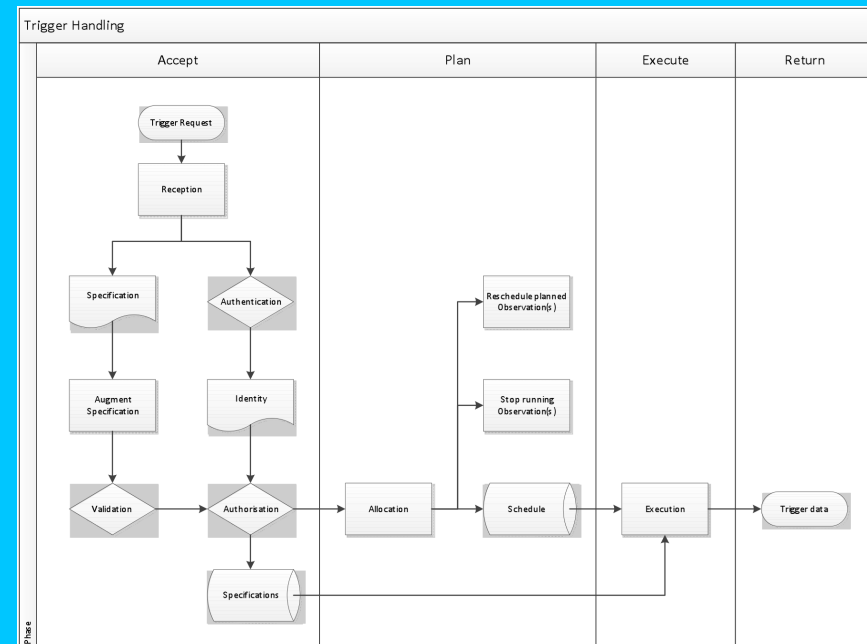 Trigger Handling
Accept
Plan
Execute
Return
Trigger Request
Reception
Specification
Authentication
Reschedule planned
Observation(s)
Augment
Specification
Identity
Stop running
Observation(s)
Validation
Authorisation
Allocation
Schedule
Execution
Trigger data
Specifications
Phase